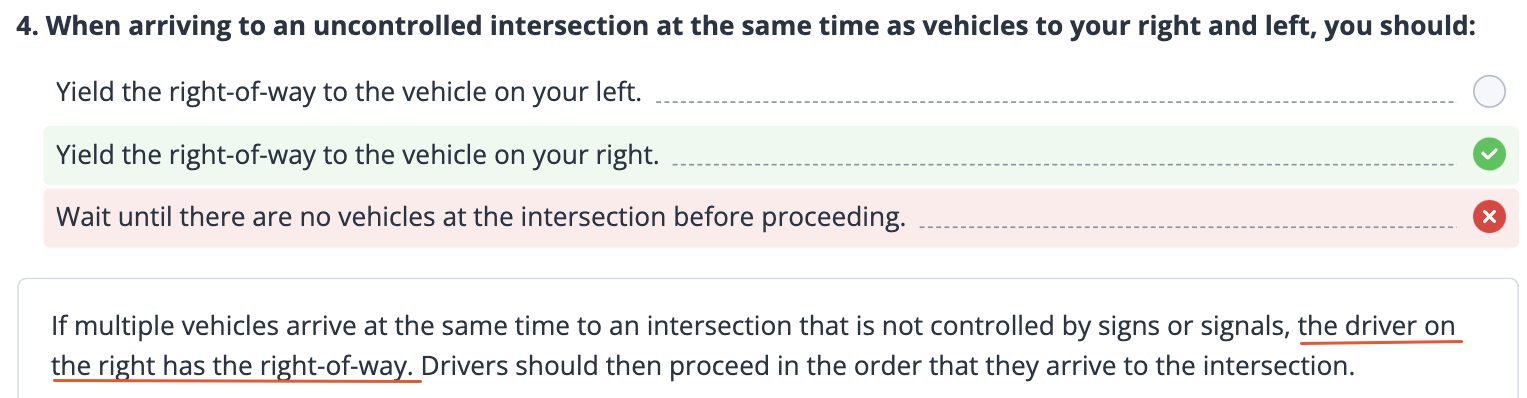 4. When arriving to an uncontrolled intersection at the same time as vehicles to your right and left, you should:
Yield the right-of-way to the vehicle on your left.
Yield the right-of-way to the vehicle on your right.
Wait until there are no vehicles at the intersection before proceeding.
If multiple vehicles arrive at the same time to an intersection that is not controlled by signs or signals, the driver on
the right has the right-of-way. Drivers should then proceed in the order that they arrive to the intersection.